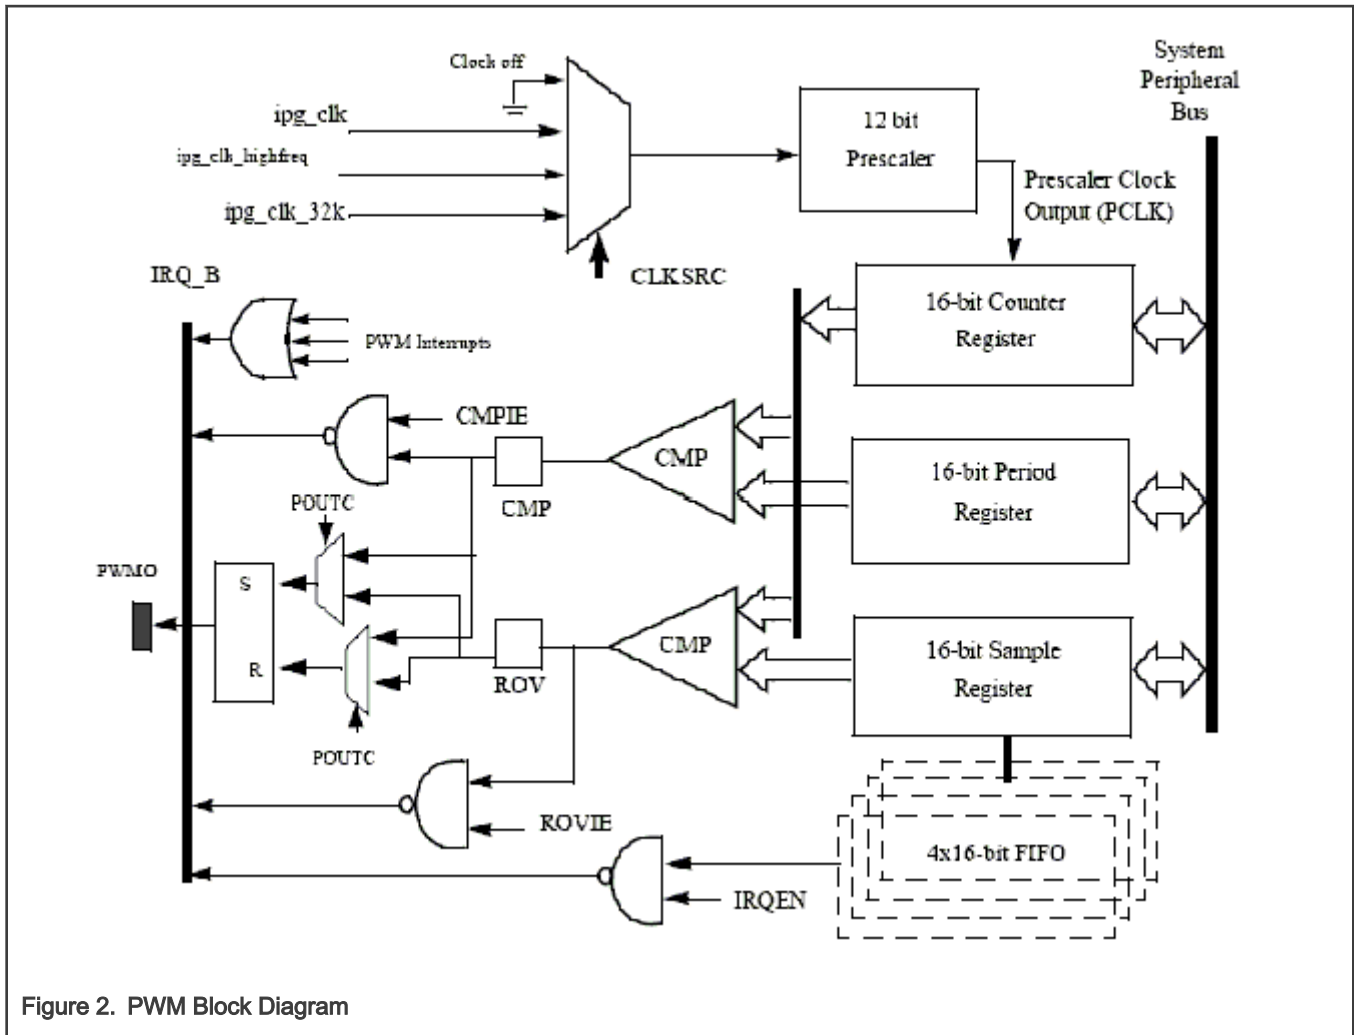 System
Peripheral
Bus
Clock off
ipg_clk
ipg_clk_highfreq
ipg_clk_32k
12 bit
Prescaler
Prescaler Clock
Output (PCLK)
CLKSRC
IRQ_B
16-bit Counter
Register
PWM Interrupts
CMPIE
CMP
CMP
16-bit Period
Register
POUTC
PWMO
S
R
ROV
CMP
16-bit Sample
Register
POUTC
ROVIE
4x16-bit FIFO
IRQEN
Figure 2. PWM Block Diagram